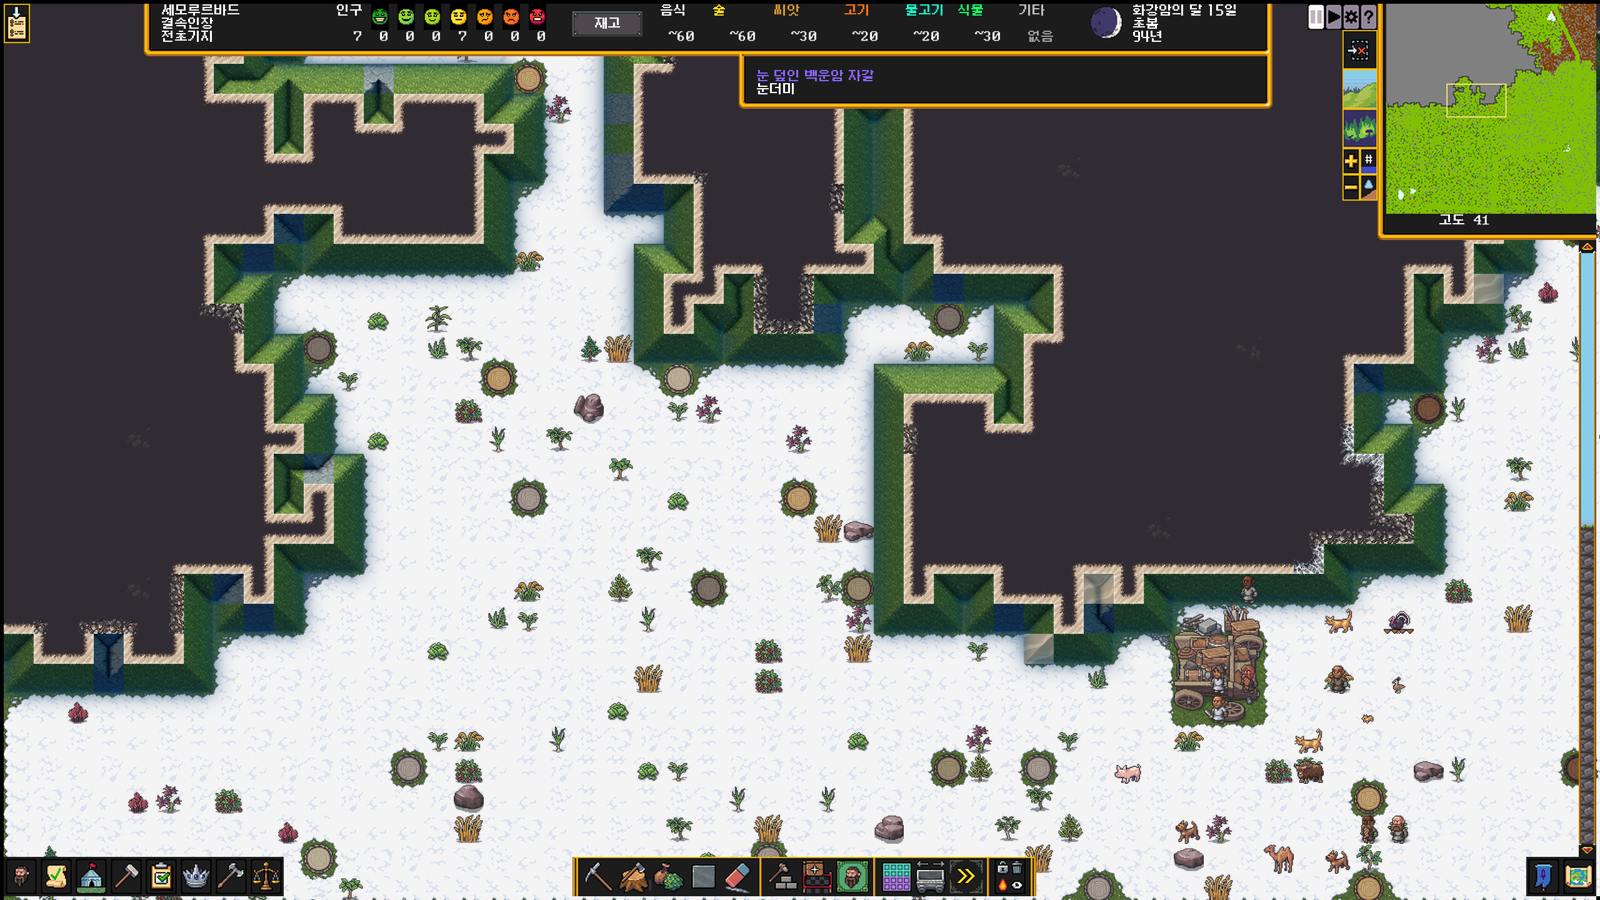 세모루르바드
결속인장
전초기지
인구
7 0 0 0 7 0 0 0
재고
음식 술 씨앗 고기 물고기 식물 기타
~60 ~60 ~30 ~20 ~20 ~30 없음
화강암의 달 15일
초봄
94년
눈 덮인 백운암 자갈
눈더미
고도 41